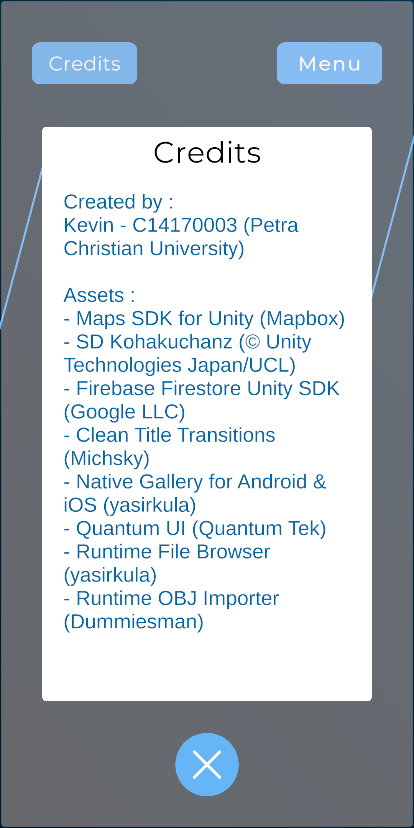 Credits
Menu
Credits
Created by :
Kevin - C14170003 (Petra
Christian University)
Assets :
- Maps SDK for Unity (Mapbox)
- SD Kohakuchanz (© Unity
Technologies Japan/UCL)
- Firebase Firestore Unity SDK
(Google LLC)
- Clean Title Transitions
(Michsky)
- Native Gallery for Android &
iOS (yasirkula)
- Quantum UI (Quantum Tek)
- Runtime File Browser
(yasirkula)
- Runtime OBJ Importer
(Dummiesman)